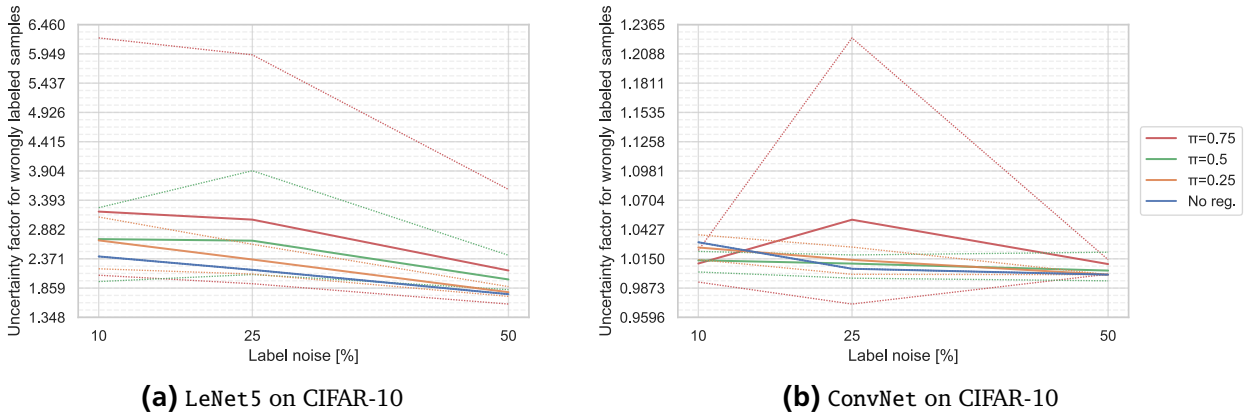 Uncertainty factor for wrongly labeled samples
6.460
5.949
5.437
4.926
4.415
3.904
3.393
2.882
2.371
1.859
1.348
10
25
50
Label noise [%]
(a) LeNet5 on CIFAR-10
Uncertainty factor for wrongly labeled samples
1.2365
1.2088
1.1811
1.1535
1.1258
1.0981
1.0704
1.0427
1.0150
0.9873
0.9596
10
25
50
Label noise [%]
π=0.75
π=0.5
π=0.25
No reg.
(b) ConvNet on CIFAR-10